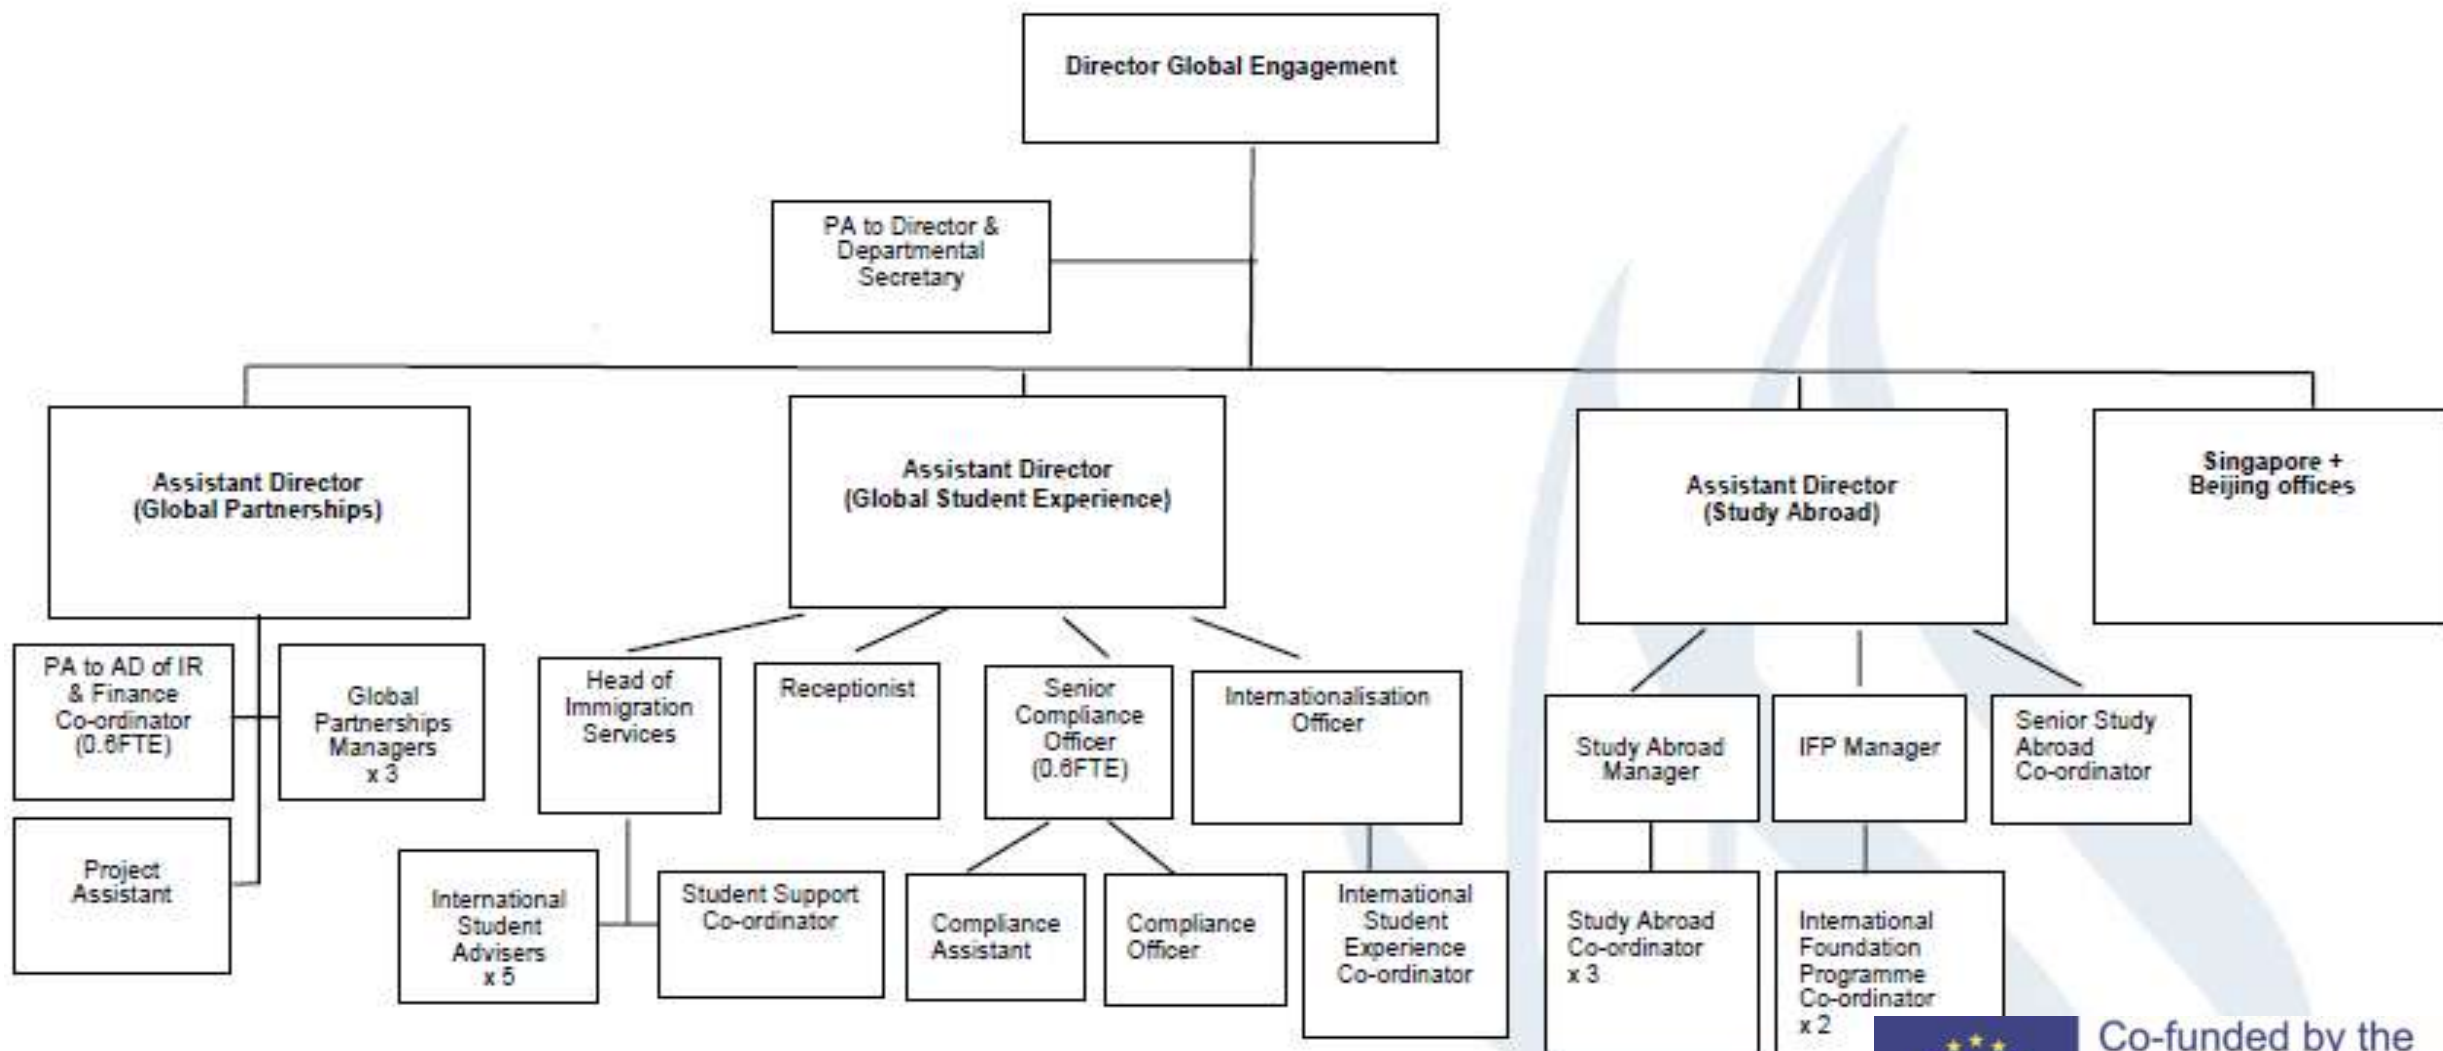 Director Global Engagement
PA to Director &
Departmental
Secretary
Assistant Director
(Global Partnerships)
Assistant Director
(Global Student Experience)
Assistant Director
(Study Abroad)
Singapore +
Beijing offices
PA to AD of IR
& Finance
Co-ordinator
(0.6FTE)
Global
Partnerships
Managers
x 3
Head of
Immigration
Services
Receptionist
Senior
Compliance
Officer
(0.6FTE)
Internationalisation
Officer
Study Abroad
Manager
IFP Manager
Senior Study
Abroad
Co-ordinator
Project
Assistant
International
Student
Advisers
x 5
Student Support
Co-ordinator
Compliance
Assistant
Compliance
Officer
International
Student
Experience
Co-ordinator
Study Abroad
Co-ordinator
x 3
International
Foundation
Programme
Co-ordinator
x 2
Co-funded by the